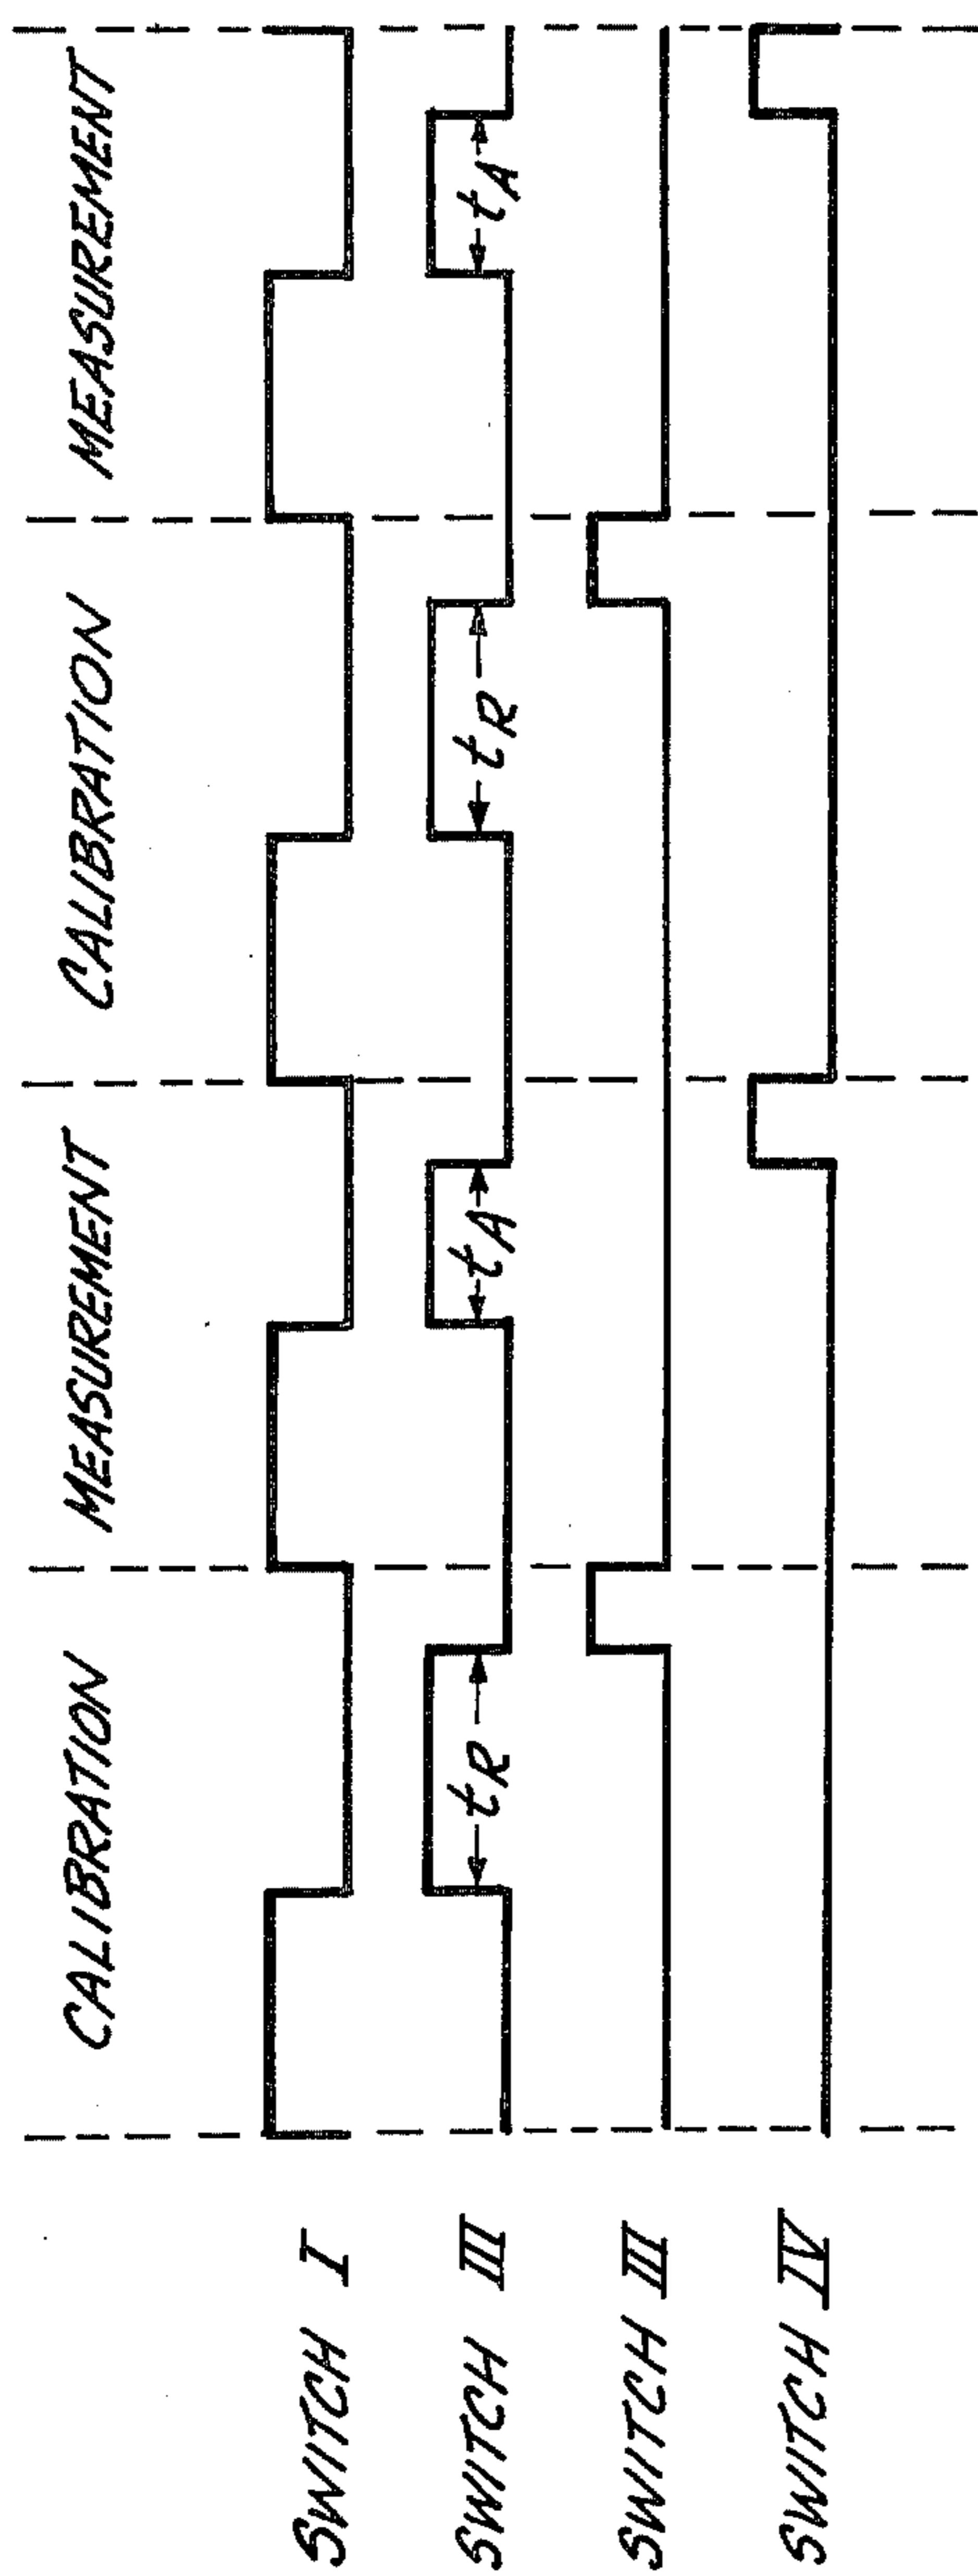 CALIBRATION MEASUREMENT CALIBRATION MEASUREMENT
SWITCH I
SWITCH III
tR tA tR tA
SWITCH III
SWITCH IV